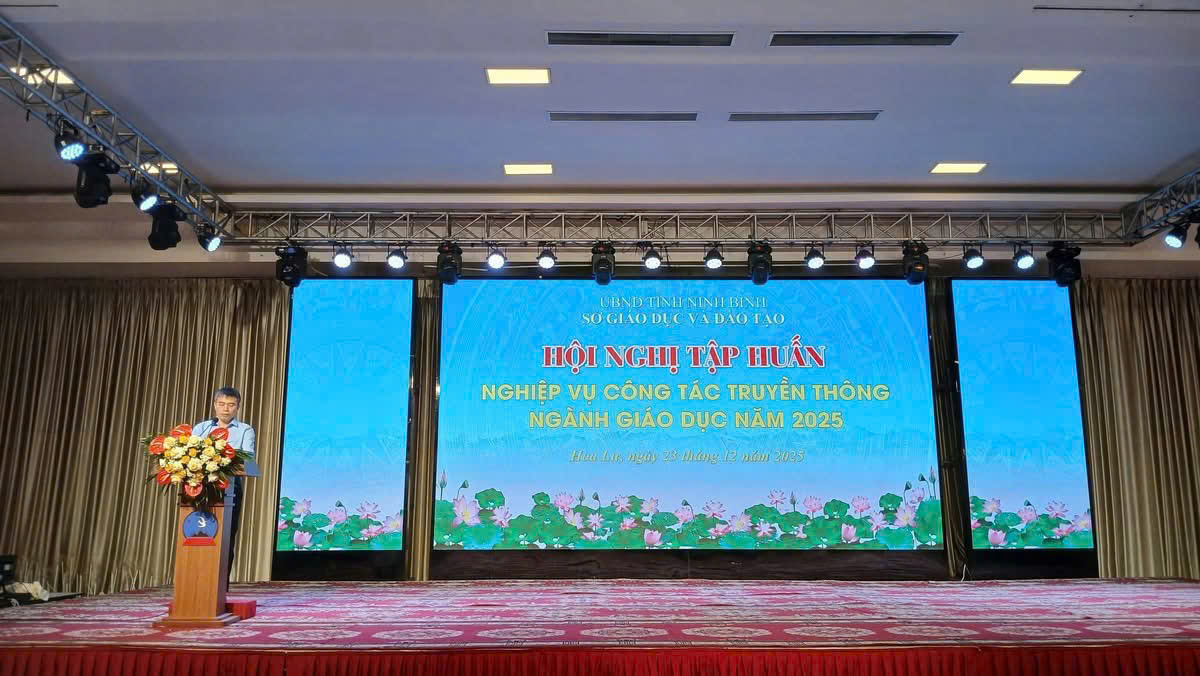 UBND TỈNH NINH BÌNH
SỞ GIÁO DỤC VÀ ĐÀO TẠO
HỘI NGHỊ TẬP HUẤN
NGHIỆP VỤ CÔNG TÁC TRUYỀN THÔNG
NGÀNH GIÁO DỤC NĂM 2025
Hoa Lư, ngày 23 tháng 12 năm 2025